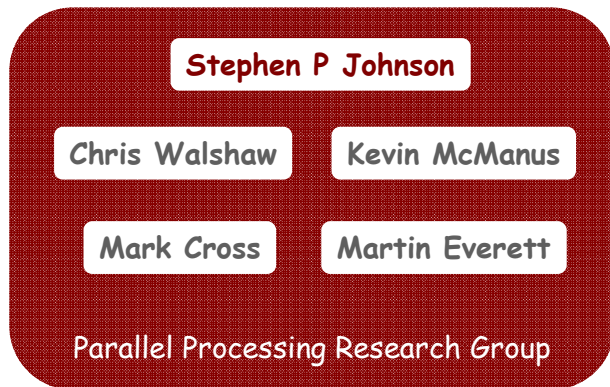 Stephen P Johnson
Chris Walshaw Kevin McManus
Mark Cross Martin Everett
Parallel Processing Research Group